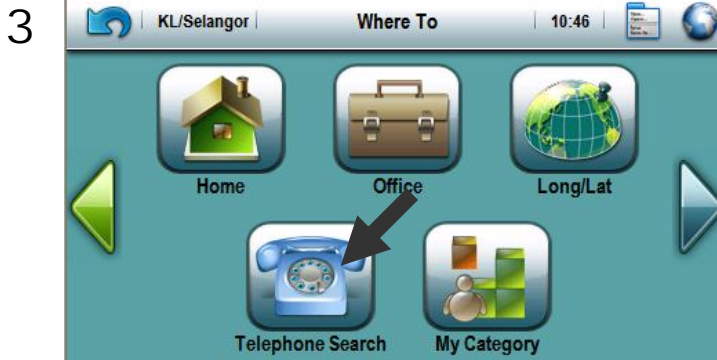 3
KL/Selangor Where To 10:46
Home Office Long/Lat
Telephone Search My Category